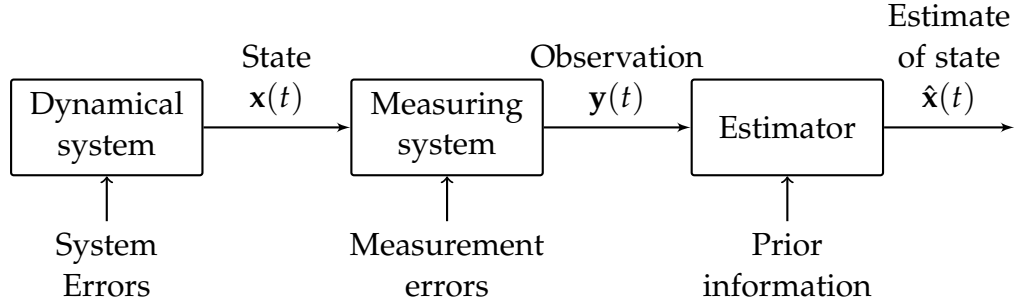 Dynamical
system
System
Errors
State
𝐱(t)
Measuring
system
Measurement
errors
Observation
𝐲(t)
Estimator
Prior
information
Estimate
of state
𝐱̂(t)